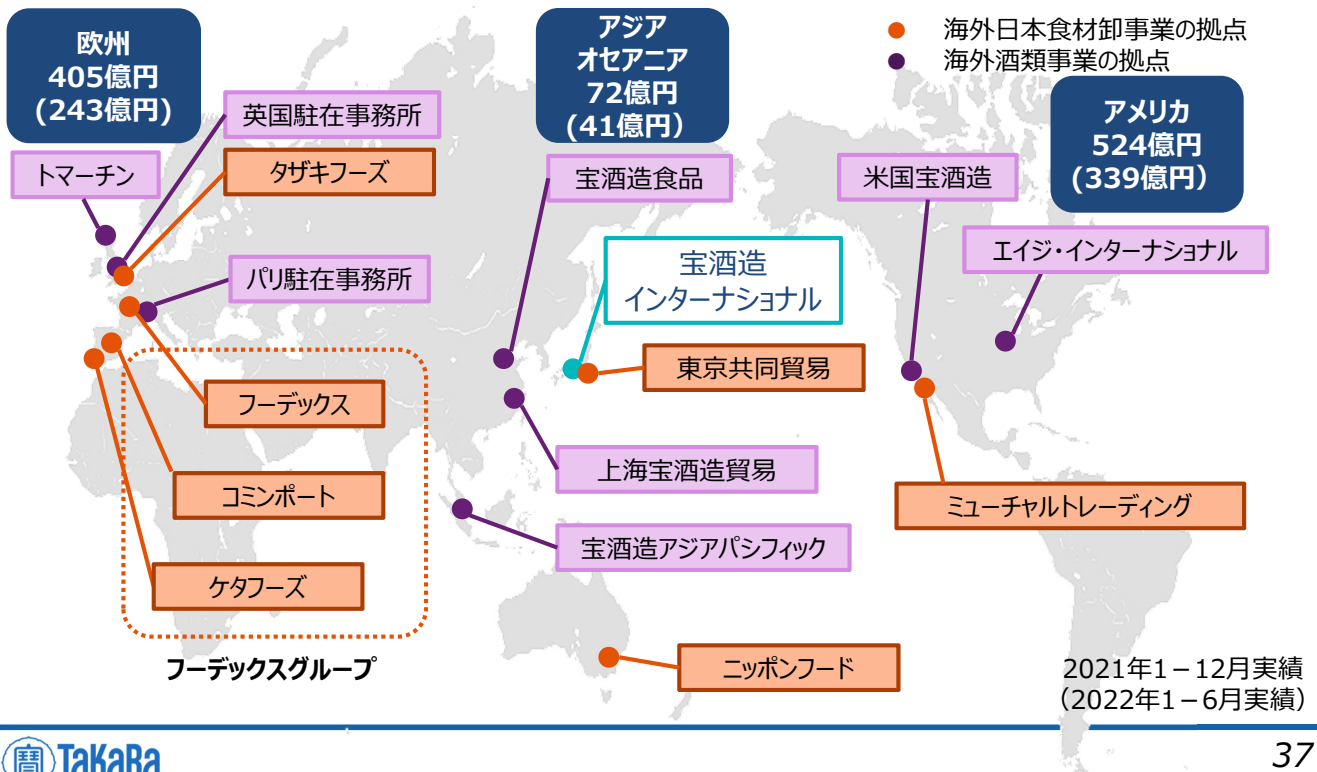 欧州
405億円
(243億円)
アジア
オセアニア
72億円
(41億円）
海外日本食材卸事業の拠点
海外酒類事業の拠点
アメリカ
524億円
(339億円）
英国駐在事務所
トマーチン
タザキフーズ
宝酒造食品
米国宝酒造
エイジ・インターナショナル
パリ駐在事務所
宝酒造
インターナショナル
東京共同貿易
フーデックス
上海宝酒造貿易
コミンポート
ミューチャルトレーディング
宝酒造アジアパシフィック
ケタフーズ
フーデックスグループ
ニッポンフード
2021年1－12月実績
（2022年1－6月実績）
寶 TaKaRa
37